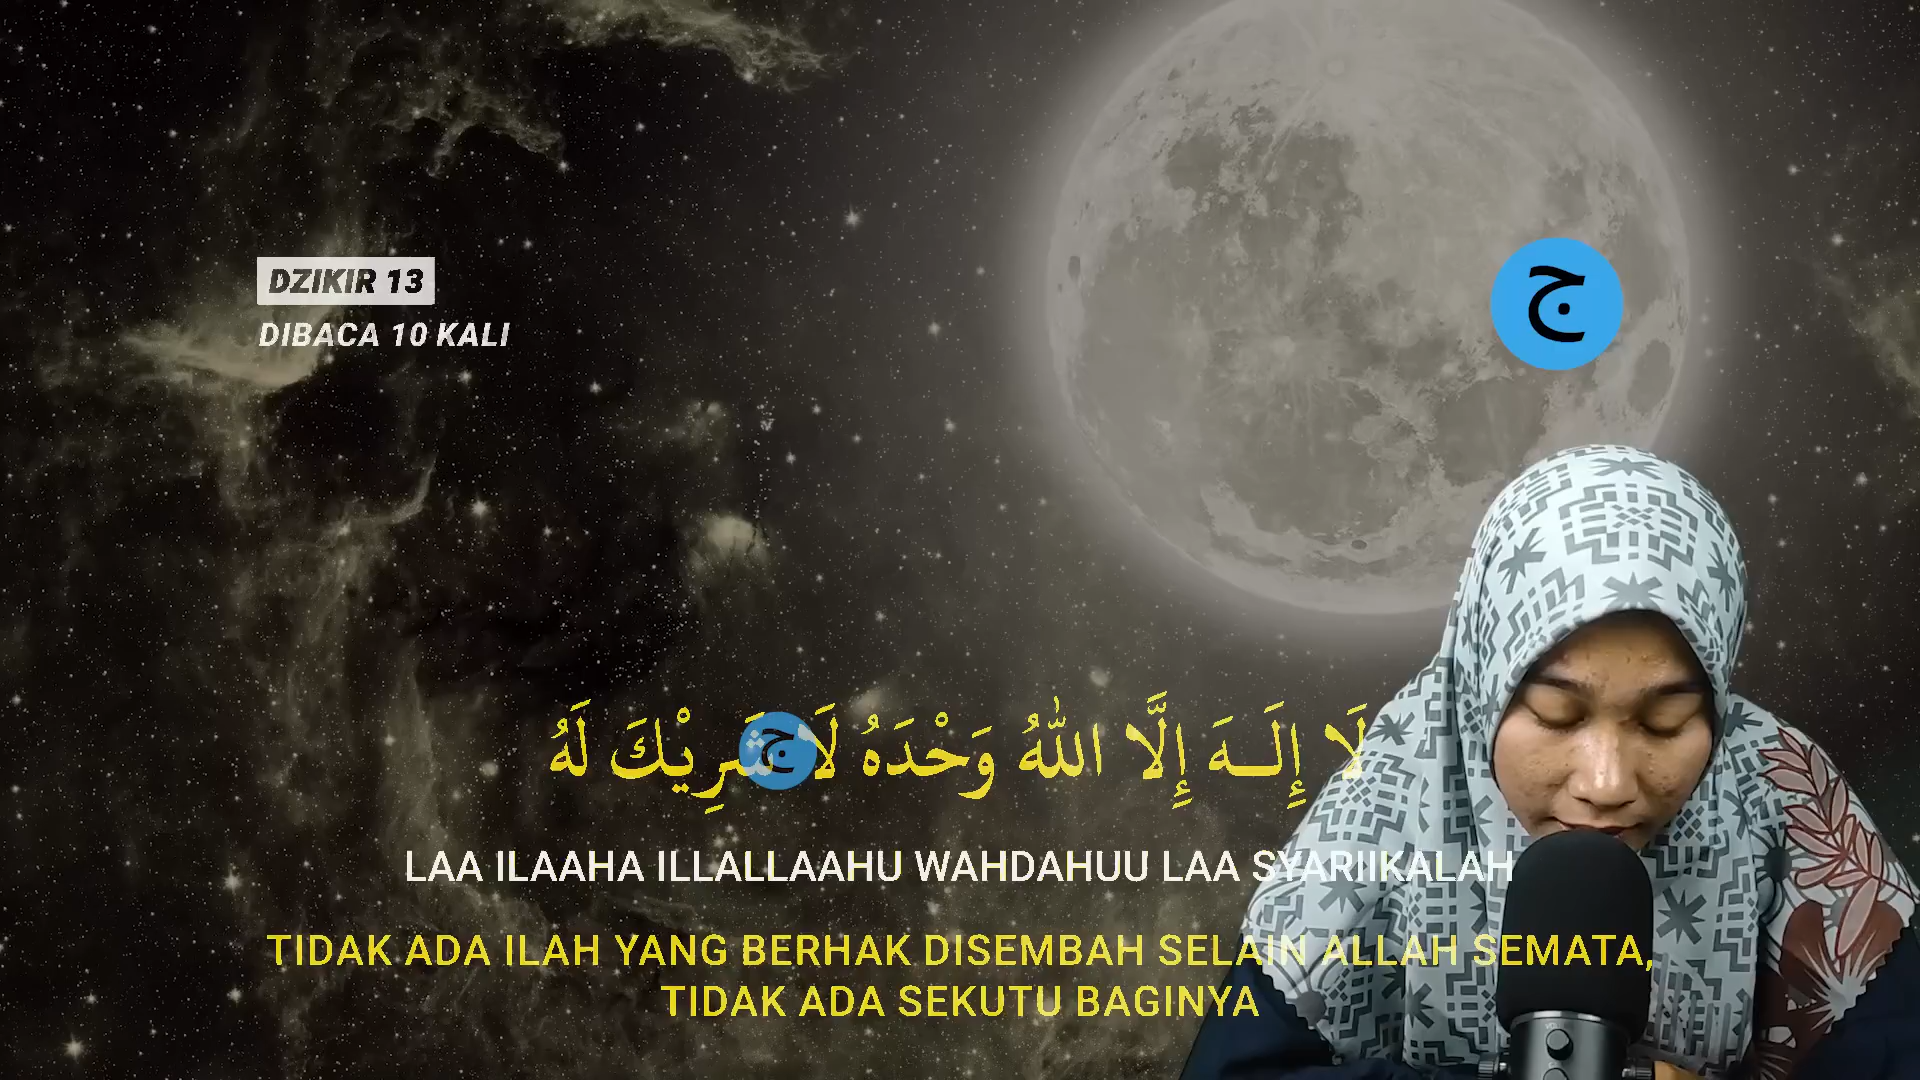 DZIKIR 13
DIBACA 10 KALI
ج
لَا إِلَـهَ إِلَّا اللهُ وَحْدَهُ لَا شَرِيْكَ لَهُ
ج
LAA ILAAHA ILLALLAAHU WAHDAHUU LAA SYARIIKALAH
TIDAK ADA ILAH YANG BERHAK DISEMBAH SELAIN ALLAH SEMATA,
TIDAK ADA SEKUTU BAGINYA